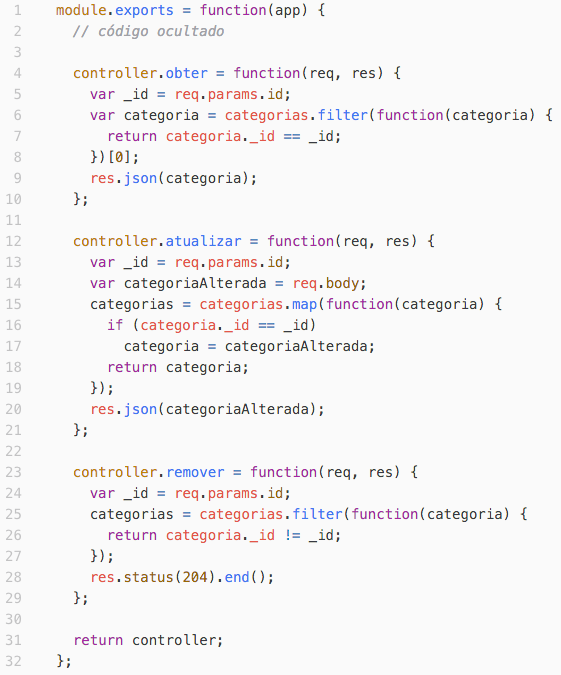 1 module.exports = function(app) {
2   // código ocultado
3
4   controller.obter = function(req, res) {
5     var _id = req.params.id;
6     var categoria = categorias.filter(function(categoria) {
7       return categoria._id == _id;
8     })[0];
9     res.json(categoria);
10   };
11
12   controller.atualizar = function(req, res) {
13     var _id = req.params.id;
14     var categoriaAlterada = req.body;
15     categorias = categorias.map(function(categoria) {
16       if (categoria._id == _id)
17         categoria = categoriaAlterada;
18       return categoria;
19     });
20     res.json(categoriaAlterada);
21   };
22
23   controller.remover = function(req, res) {
24     var _id = req.params.id;
25     categorias = categorias.filter(function(categoria) {
26       return categoria._id != _id;
27     });
28     res.status(204).end();
29   };
30
31   return controller;
32 };